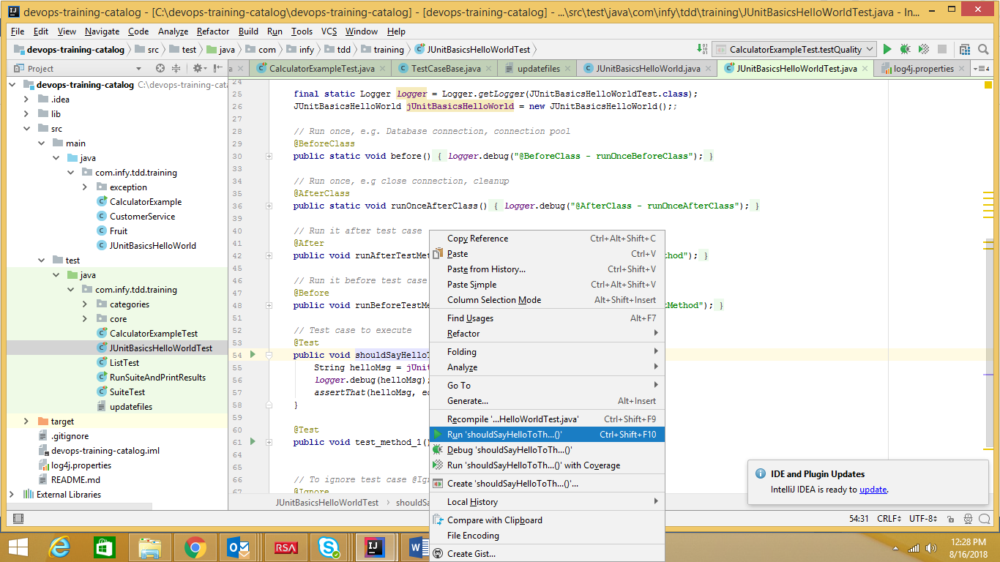 devops-training-catalog - [C:\devops-training-catalog\devops-training-catalog] - [devops-training-catalog] - ...\src\test\java\com\infy\tdd\training\JUnitBasicsHelloWorldTest.java - In...
File Edit View Navigate Code Analyze Refactor Build Run Tools VCS Window Help
devops-training-catalog src test java com infy tdd training JUnitBasicsHelloWorldTest CalculatorExampleTest.testQuality
Project CalculatorExampleTest.java TestCaseBase.java updatefiles JUnitBasicsHelloWorld.java JUnitBasicsHelloWorldTest.java log4j.properties 4
devops-training-catalog C:\devops-training-cat
.idea
lib
src
main
java
com.infy.tdd.training
exception
CalculatorExample
CustomerService
Fruit
JUnitBasicsHelloWorld
test
java
com.infy.tdd.training
categories
core
CalculatorExampleTest
JUnitBasicsHelloWorldTest
ListTest
RunSuiteAndPrintResults
SuiteTest
updatefiles
target
.gitignore
devops-training-catalog.iml
log4j.properties
README.md
External Libraries
24
25 final static Logger logger = Logger.getLogger(JUnitBasicsHelloWorldTest.class);
26 JUnitBasicsHelloWorld jUnitBasicsHelloWorld = new JUnitBasicsHelloWorld();;
27
28 // Run once, e.g. Database connection, connection pool
29 @BeforeClass
30 public static void before() { Logger.debug("@BeforeClass - runOnceBeforeClass"); }
33
34 // Run once, e.g close connection, cleanup
35 @AfterClass
36 public static void runOnceAfterClass() { Logger.debug("@AfterClass - runOnceAfterClass"); }
39
40 // Run it after test case
41 @After
42 public void runAfterTestMe hod"); }
45
46 // Run it before test case
47 @Before
48 public void runBeforeTestMe tMethod"); }
51
52 // Test case to execute
53 @Test
54 public void shouldSayHelloT
55 String helloMsg = jUnit
56 Logger.debug(helloMsg);
57 assertThat(helloMsg, eq
58 }
59
60 @Test
61 public void test_method_1()
64
65
66 // To ignore test case @Ign
67 @Ignore
JUnitBasicsHelloWorldTest shouldSa
Copy Reference Ctrl+Alt+Shift+C
Paste Ctrl+V
Paste from History... Ctrl+Shift+V
Paste Simple Ctrl+Alt+Shift+V
Column Selection Mode Alt+Shift+Insert
Find Usages Alt+F7
Refactor
Folding
Analyze
Go To
Generate... Alt+Insert
Recompile '...HelloWorldTest.java' Ctrl+Shift+F9
Run 'shouldSayHelloToTh...()' Ctrl+Shift+F10
Debug 'shouldSayHelloToTh...()'
Run 'shouldSayHelloToTh...()' with Coverage
Create 'shouldSayHelloToTh...()'...
Local History
Compare with Clipboard
File Encoding
Create Gist...
IDE and Plugin Updates
IntelliJ IDEA is ready to update.
54:31 CRLF UTF-8
RSA
12:28 PM
8/16/2018